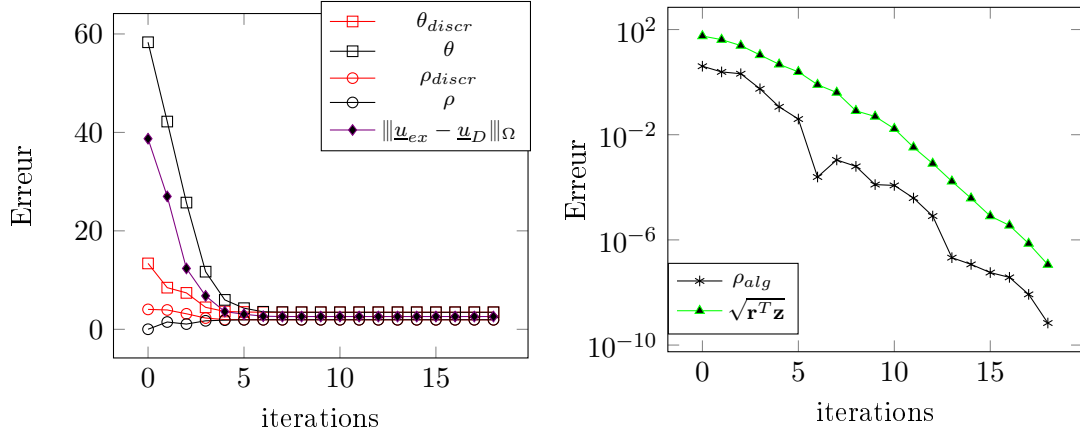 60
40
20
0
Erreur
0 5 10 15
iterations
θ_discr
θ
ρ_discr
ρ
|||u_ex − u_D|||_Ω
10^2
10^−2
10^−6
10^−10
Erreur
0 5 10 15
iterations
ρ_alg
√r^T z